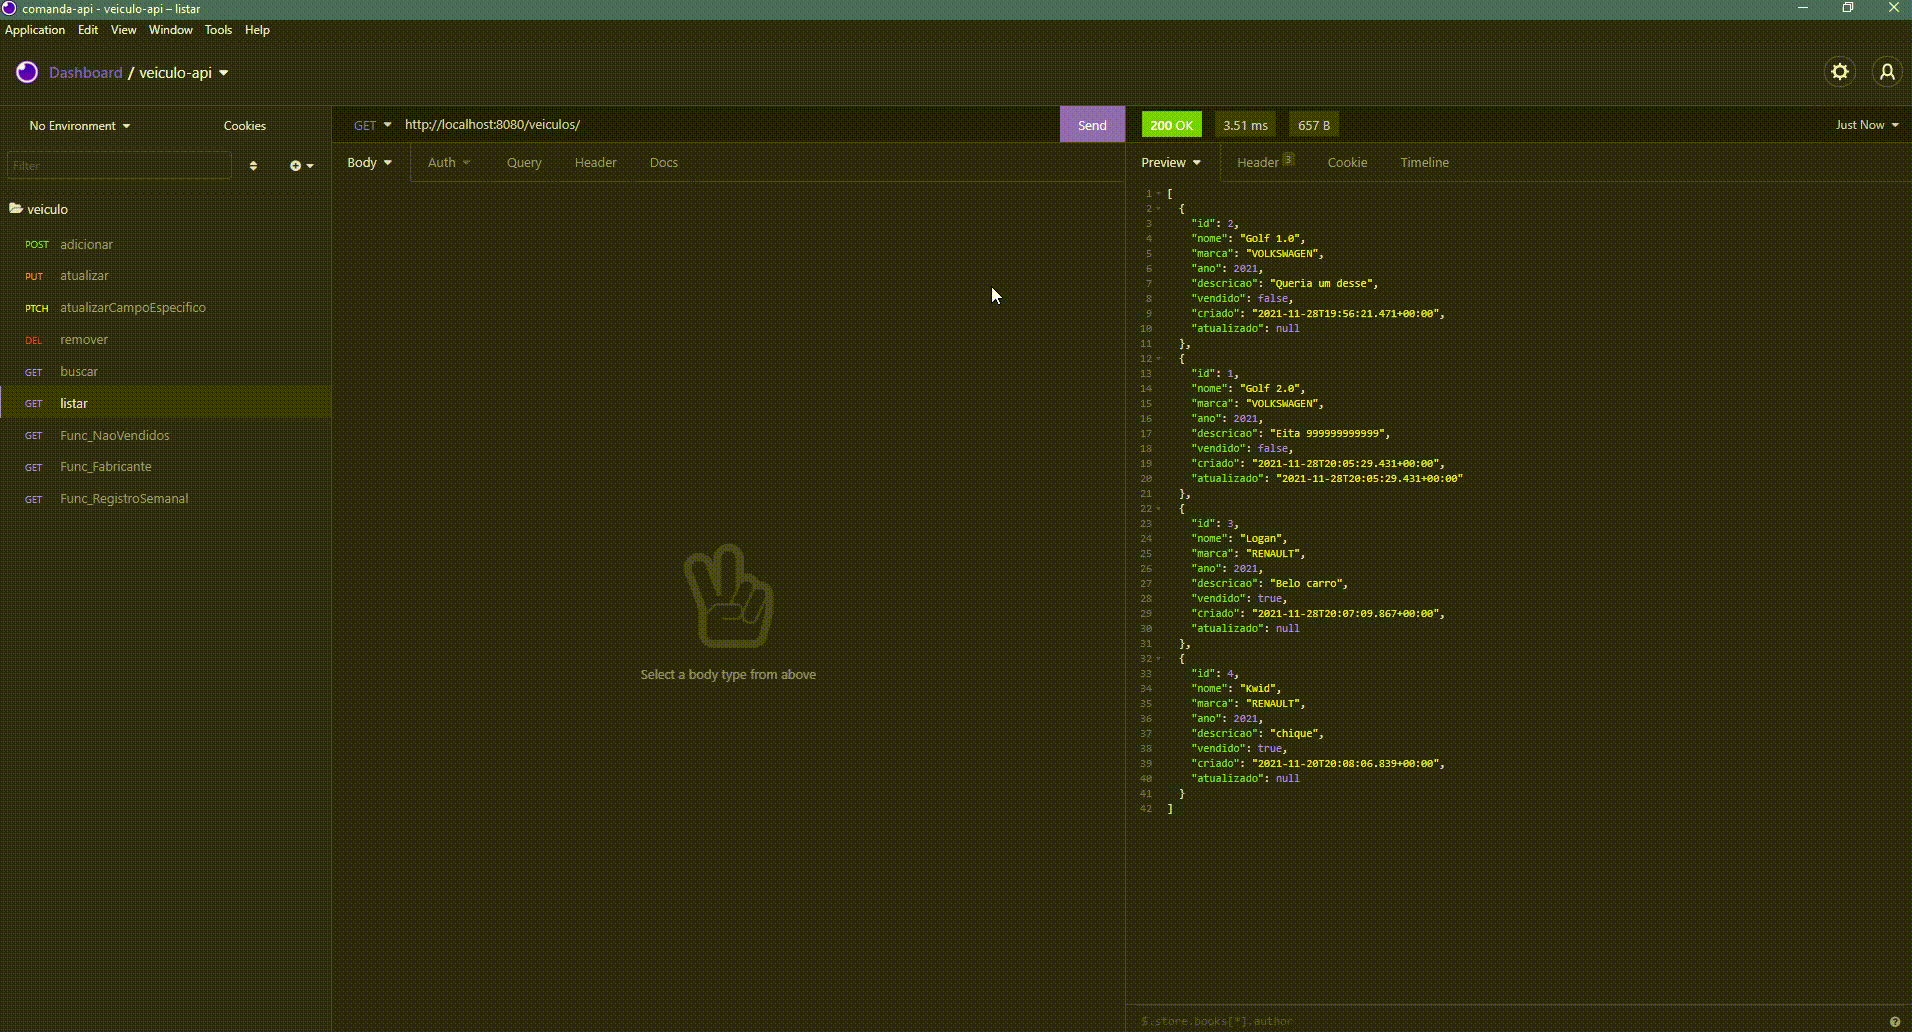 comanda-api - veiculo-api – listar
Application Edit View Window Tools Help
Dashboard / veiculo-api
No Environment Cookies
Filter
veiculo
POST adicionar
PUT atualizar
PTCH atualizarCampoEspecifico
DEL remover
GET buscar
GET listar
GET Func_NaoVendidos
GET Func_Fabricante
GET Func_RegistroSemanal
GET http://localhost:8080/veiculos/ Send
Body Auth Query Header Docs
Select a body type from above
200 OK 3.51 ms 657 B Just Now
Preview Header 3 Cookie Timeline
1 [
2 {
3 "id": 2,
4 "nome": "Golf 1.0",
5 "marca": "VOLKSWAGEN",
6 "ano": 2021,
7 "descricao": "Queria um desse",
8 "vendido": false,
9 "criado": "2021-11-28T19:56:21.471+00:00",
10 "atualizado": null
11 },
12 {
13 "id": 1,
14 "nome": "Golf 2.0",
15 "marca": "VOLKSWAGEN",
16 "ano": 2021,
17 "descricao": "Eita 999999999999",
18 "vendido": false,
19 "criado": "2021-11-28T20:05:29.431+00:00",
20 "atualizado": "2021-11-28T20:05:29.431+00:00"
21 },
22 {
23 "id": 3,
24 "nome": "Logan",
25 "marca": "RENAULT",
26 "ano": 2021,
27 "descricao": "Belo carro",
28 "vendido": true,
29 "criado": "2021-11-28T20:07:09.867+00:00",
30 "atualizado": null
31 },
32 {
33 "id": 4,
34 "nome": "Kwid",
35 "marca": "RENAULT",
36 "ano": 2021,
37 "descricao": "chique",
38 "vendido": true,
39 "criado": "2021-11-20T20:08:06.839+00:00",
40 "atualizado": null
41 }
42 ]
$.store.books[*].author